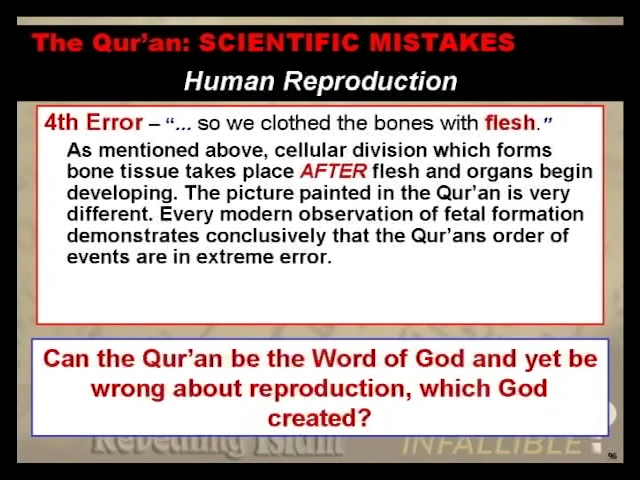 The Qur'an: SCIENTIFIC MISTAKES
Human Reproduction
4th Error – “... so we clothed the bones with flesh.”
As mentioned above, cellular division which forms
bone tissue takes place AFTER flesh and organs begin
developing. The picture painted in the Qur'an is very
different. Every modern observation of fetal formation
demonstrates conclusively that the Qur'ans order of
events are in extreme error.
Can the Qur'an be the Word of God and yet be
wrong about reproduction, which God
created?
Revealing Islam
INFALLIBLE?
96